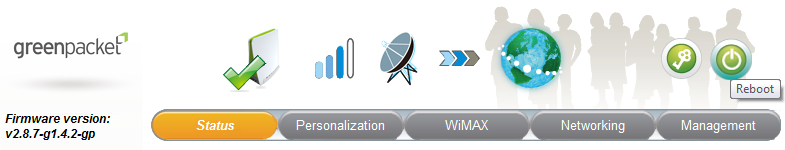 greenpacket
Reboot
Firmware version:
v2.8.7-g1.4.2-gp
Status
Personalization
WiMAX
Networking
Management